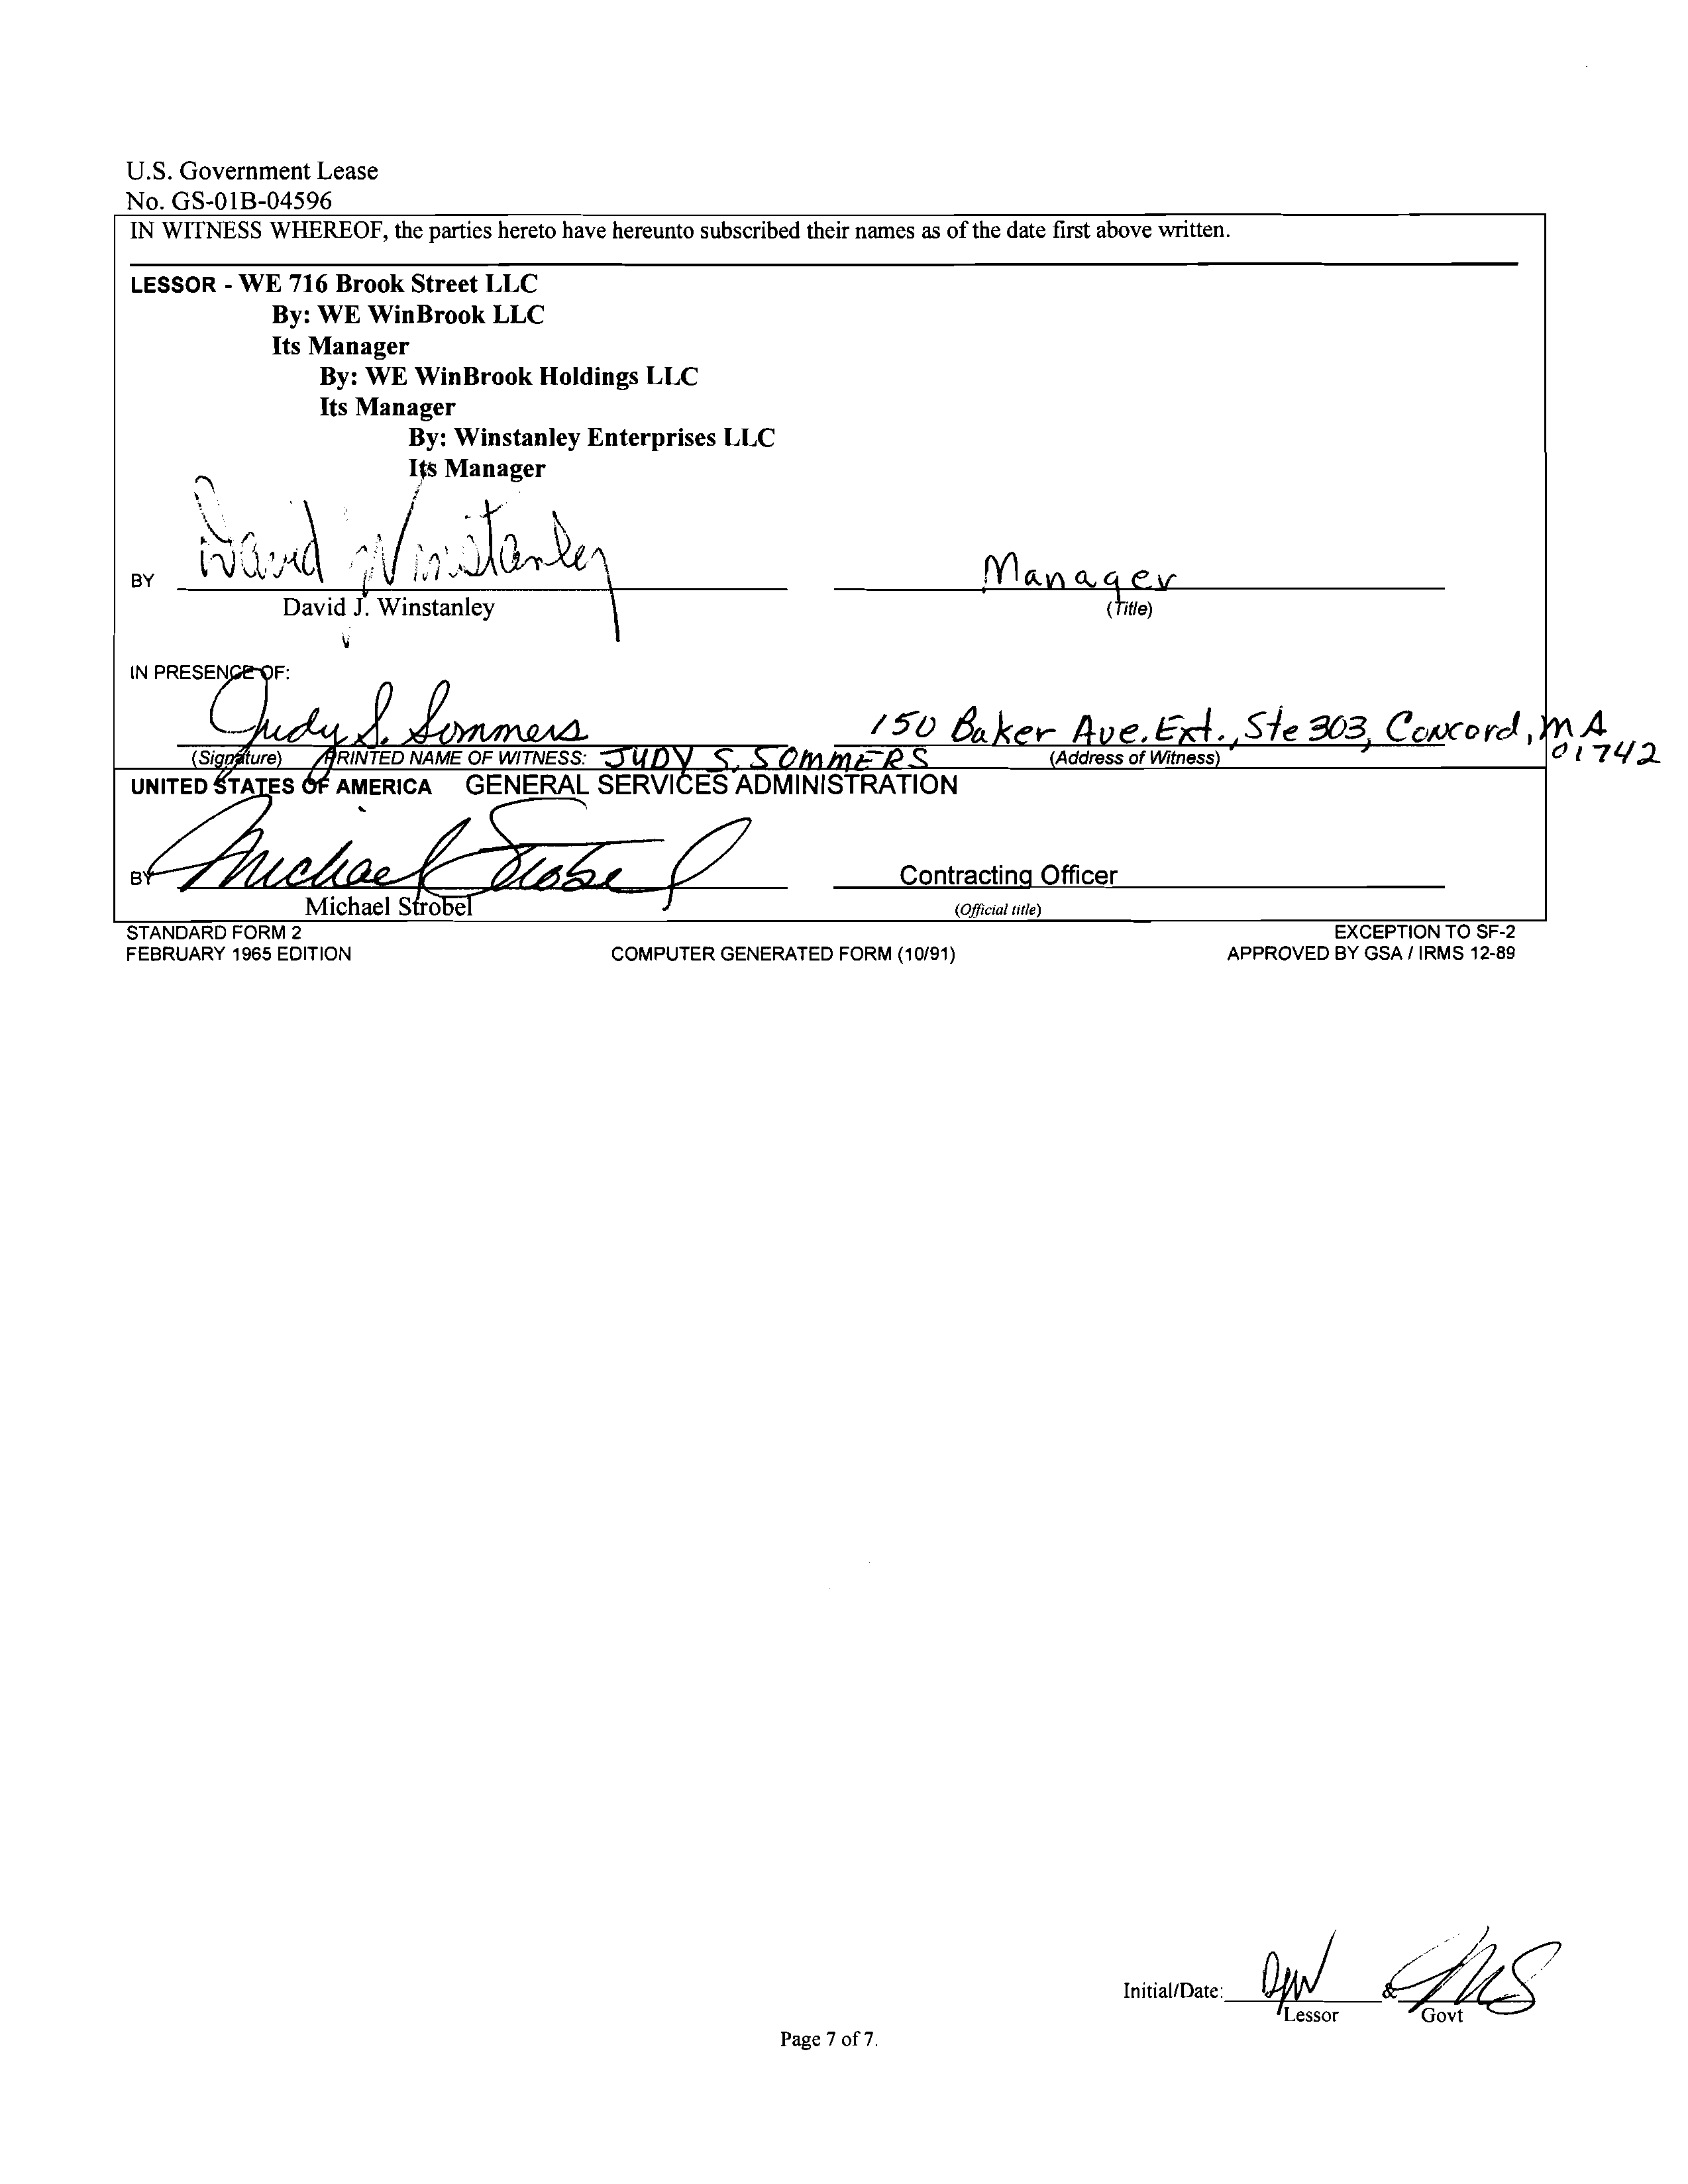 U.S. Government Lease
No. GS-01B-04596
IN WITNESS WHEREOF, the parties hereto have hereunto subscribed their names as of the date first above written.
LESSOR - WE 716 Brook Street LLC
By: WE WinBrook LLC
Its Manager
By: WE WinBrook Holdings LLC
Its Manager
By: Winstanley Enterprises LLC
Its Manager
BY David J Winstanley Manager
David J. Winstanley (Title)
IN PRESENCE OF:
Judy S. Sommers 150 Baker Ave. Ext., Ste 303, Concord, MA
(Signature) PRINTED NAME OF WITNESS: JUDY S. SOMMERS (Address of Witness) 01742
UNITED STATES OF AMERICA GENERAL SERVICES ADMINISTRATION
BY Michael Strobel Contracting Officer
Michael Strobel (Official title)
STANDARD FORM 2 EXCEPTION TO SF-2
FEBRUARY 1965 EDITION COMPUTER GENERATED FORM (10/91) APPROVED BY GSA / IRMS 12-89
Initial/Date: DJW & MS
Lessor Govt
Page 7 of 7.